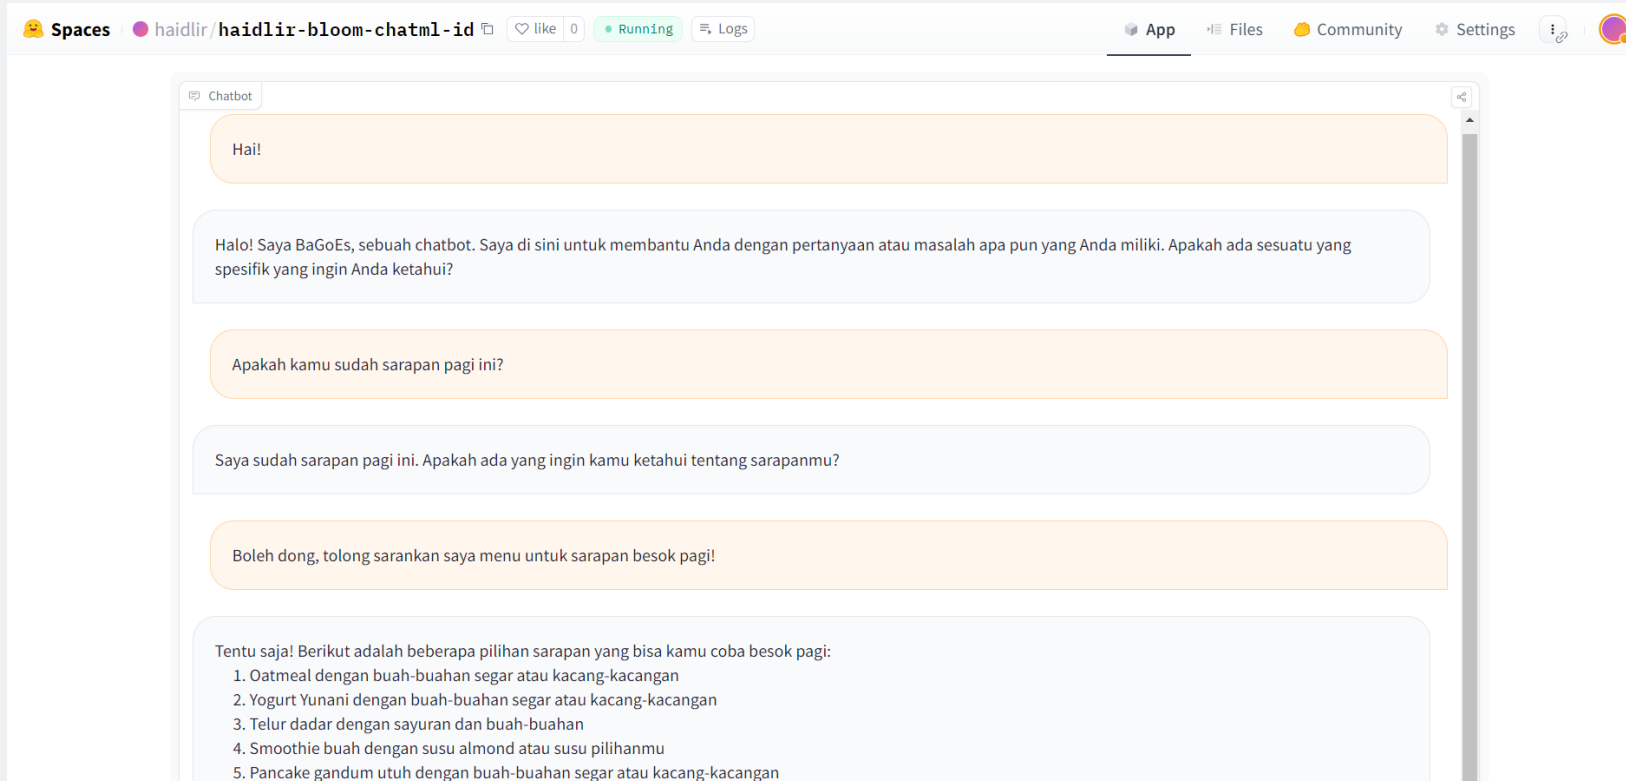 Spaces haidlir/haidlir-bloom-chatml-id like 0 Running Logs App Files Community Settings
Chatbot
Hai!
Halo! Saya BaGoEs, sebuah chatbot. Saya di sini untuk membantu Anda dengan pertanyaan atau masalah apa pun yang Anda miliki. Apakah ada sesuatu yang
spesifik yang ingin Anda ketahui?
Apakah kamu sudah sarapan pagi ini?
Saya sudah sarapan pagi ini. Apakah ada yang ingin kamu ketahui tentang sarapanmu?
Boleh dong, tolong sarankan saya menu untuk sarapan besok pagi!
Tentu saja! Berikut adalah beberapa pilihan sarapan yang bisa kamu coba besok pagi:
1. Oatmeal dengan buah-buahan segar atau kacang-kacangan
2. Yogurt Yunani dengan buah-buahan segar atau kacang-kacangan
3. Telur dadar dengan sayuran dan buah-buahan
4. Smoothie buah dengan susu almond atau susu pilihanmu
5. Pancake gandum utuh dengan buah-buahan segar atau kacang-kacangan